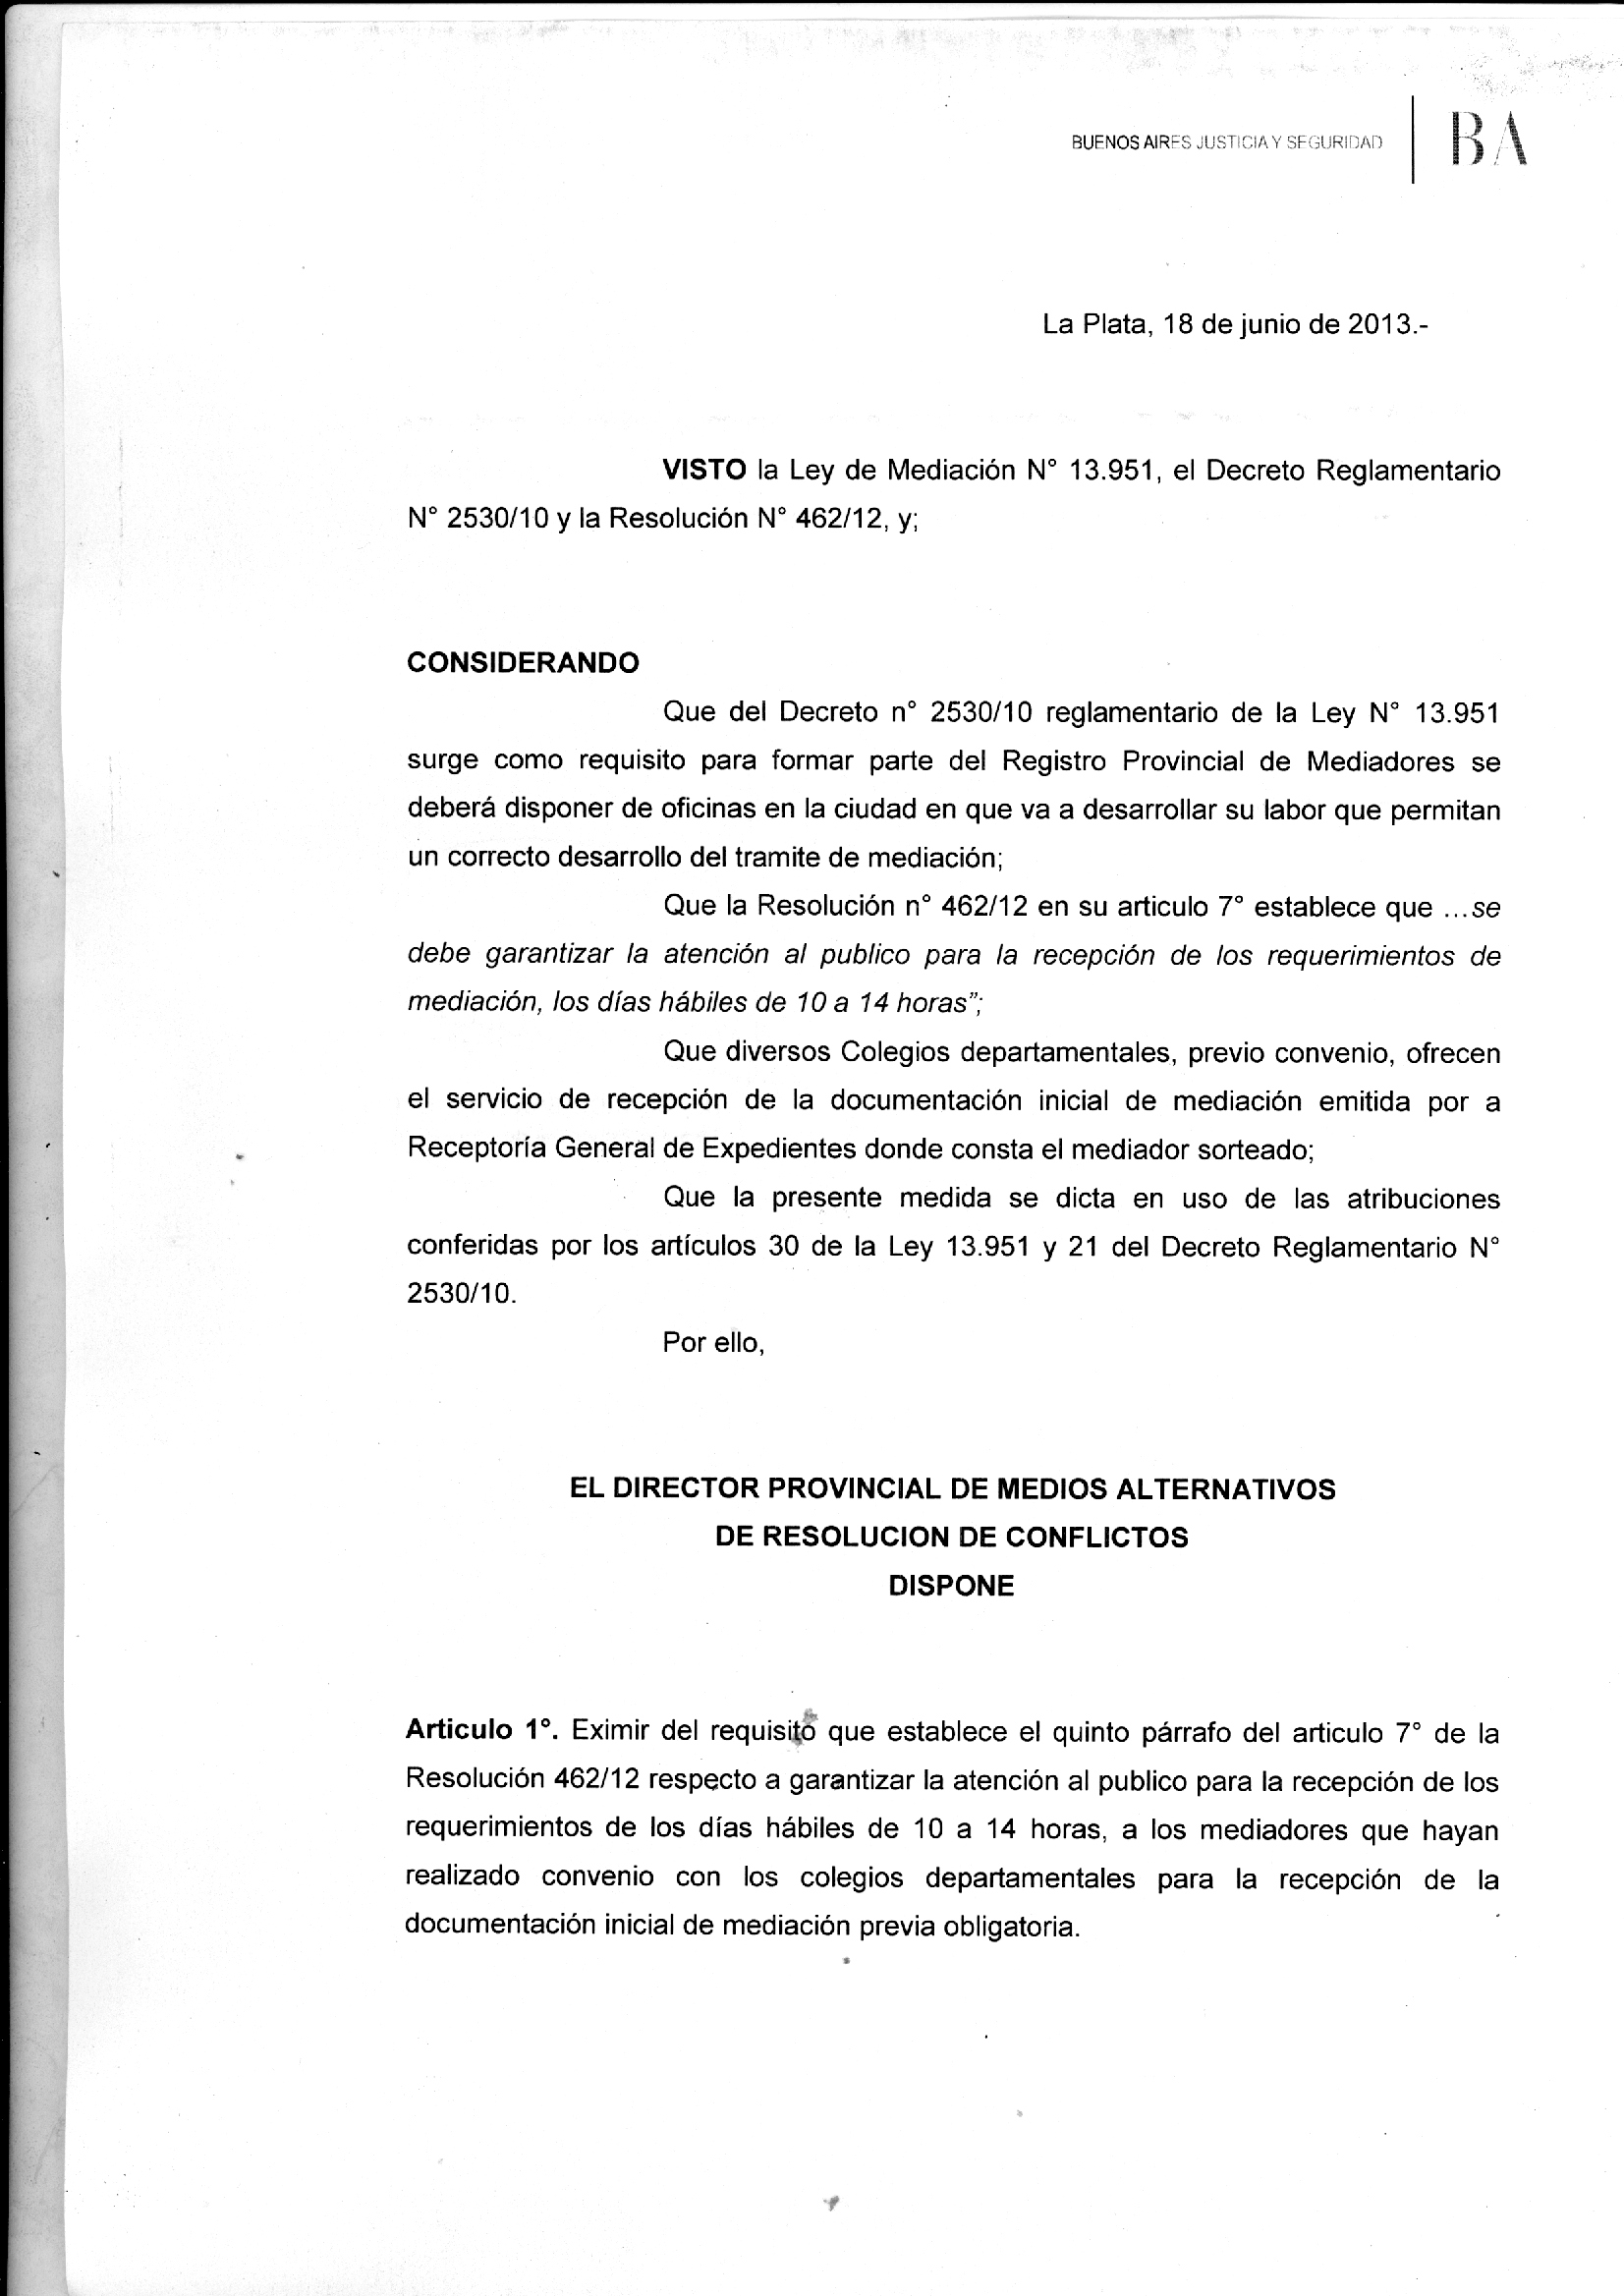 BUENOS AIRES JUSTICIA Y SEGURIDAD
BA
La Plata, 18 de junio de 2013.-
VISTO la Ley de Mediación N° 13.951, el Decreto Reglamentario
N° 2530/10 y la Resolución N° 462/12, y;
CONSIDERANDO
Que del Decreto n° 2530/10 reglamentario de la Ley N° 13.951
surge como requisito para formar parte del Registro Provincial de Mediadores se
deberá disponer de oficinas en la ciudad en que va a desarrollar su labor que permitan
un correcto desarrollo del tramite de mediación;
Que la Resolución n° 462/12 en su articulo 7° establece que ...se
debe garantizar la atención al publico para la recepción de los requerimientos de
mediación, los días hábiles de 10 a 14 horas”;
Que diversos Colegios departamentales, previo convenio, ofrecen
el servicio de recepción de la documentación inicial de mediación emitida por a
Receptoría General de Expedientes donde consta el mediador sorteado;
Que la presente medida se dicta en uso de las atribuciones
conferidas por los artículos 30 de la Ley 13.951 y 21 del Decreto Reglamentario N°
2530/10.
Por ello,
EL DIRECTOR PROVINCIAL DE MEDIOS ALTERNATIVOS
DE RESOLUCION DE CONFLICTOS
DISPONE
Articulo 1°. Eximir del requisito que establece el quinto párrafo del articulo 7° de la
Resolución 462/12 respecto a garantizar la atención al publico para la recepción de los
requerimientos de los días hábiles de 10 a 14 horas, a los mediadores que hayan
realizado convenio con los colegios departamentales para la recepción de la
documentación inicial de mediación previa obligatoria.